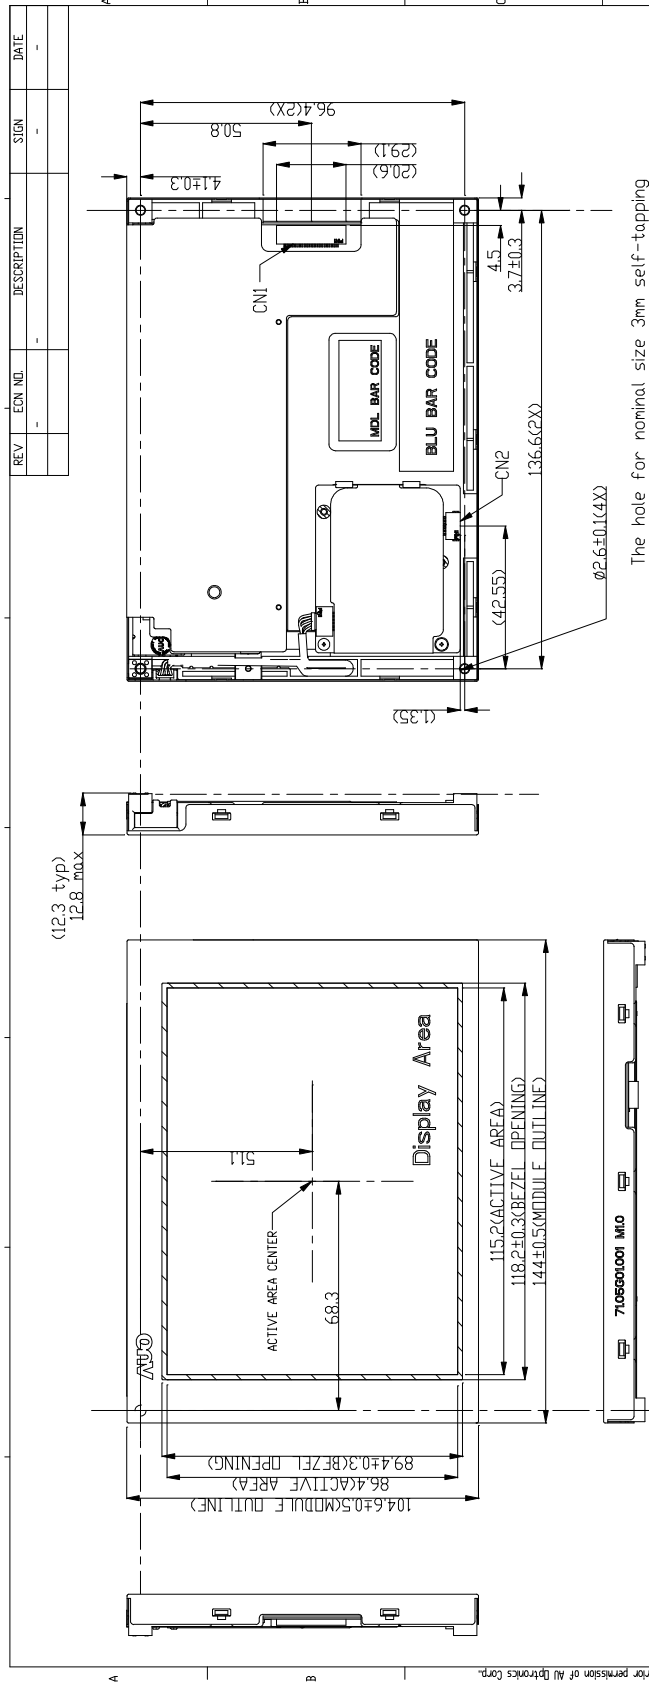 REV
ECN NO.
DESCRIPTION
SIGN
DATE
-
-
-
-
-
A
B
C
96.4(2X)
50.8
(29.1)
(20.6)
4.1±0.3
CN1
4.5
3.7±0.3
MDL BAR CODE
BLU BAR CODE
CN2
136.6(2X)
(42.55)
Ø2.6±0.1(4X)
(1.35)
The hole for nominal size 3mm self-tapping
(12.3 typ)
12.8 max
AUO
51.1
ACTIVE AREA CENTER
68.3
Display Area
115.2(ACTIVE AREA)
118.2±0.3(BEZEL OPENING)
144±0.5(MODULE OUTLINE)
89.4±0.3(BEZEL OPENING)
86.4(ACTIVE AREA)
104.6±0.5(MODULE OUTLINE)
71.05G01.001 M1.0
A
B
rior permission of AU Optronics Corp.